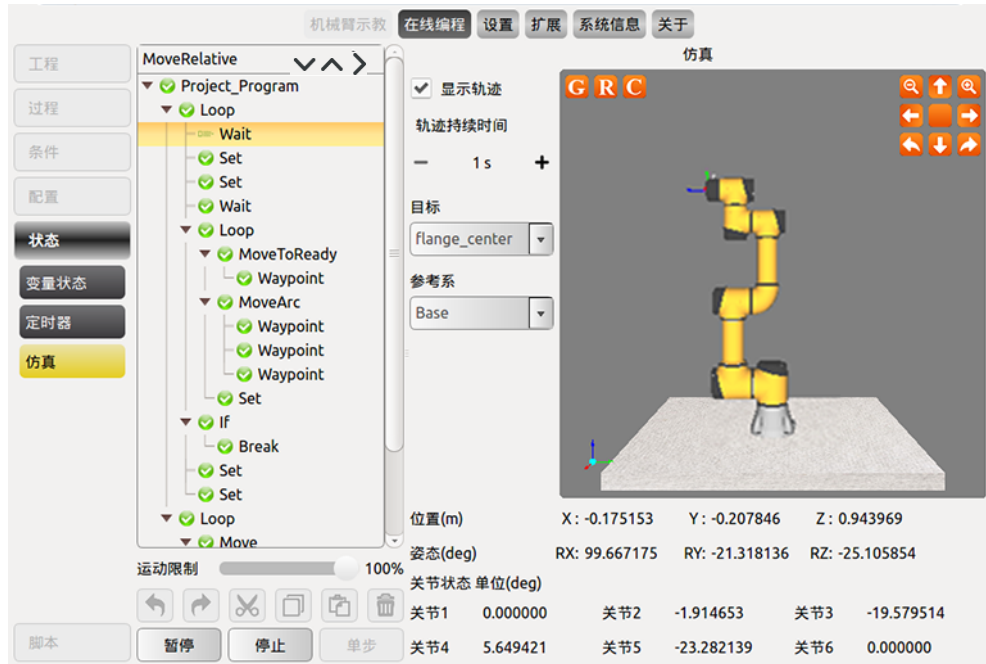 机械臂示教 在线编程 设置 扩展 系统信息 关于
工程
过程
条件
配置
状态
变量状态
定时器
仿真
脚本
MoveRelative
Project_Program
Loop
Wait
Set
Set
Wait
Loop
MoveToReady
Waypoint
MoveArc
Waypoint
Waypoint
Waypoint
Set
If
Break
Set
Set
Loop
Move
运动限制 100%
暂停 停止 单步
仿真
显示轨迹
轨迹持续时间
− 1 s +
目标
flange_center
参考系
Base
G R C
位置(m) X : -0.175153 Y : -0.207846 Z : 0.943969
姿态(deg) RX: 99.667175 RY: -21.318136 RZ: -25.105854
关节状态 单位(deg)
关节1 0.000000 关节2 -1.914653 关节3 -19.579514
关节4 5.649421 关节5 -23.282139 关节6 0.000000